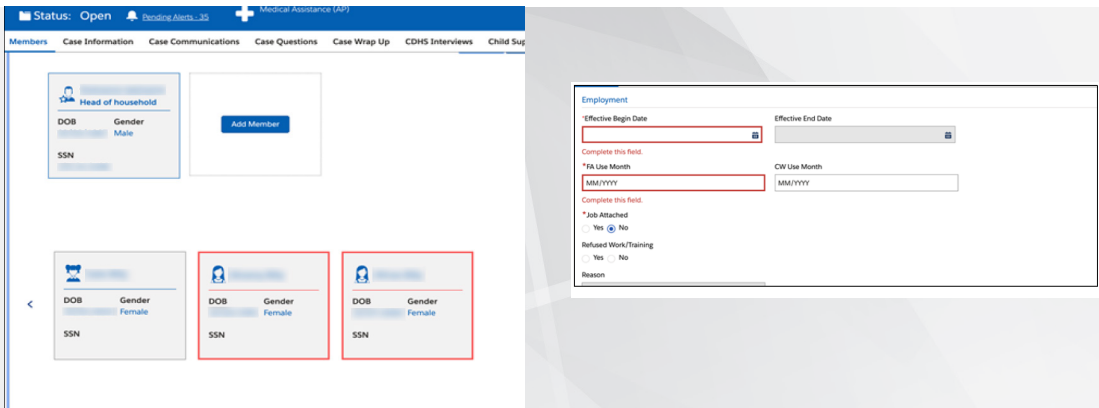 Status: Open Pending Alerts - 35 Medical Assistance (AP)
Members Case Information Case Communications Case Questions Case Wrap Up CDHS Interviews Child Sup
Head of household
DOB Gender
Male
SSN
Add Member
<
DOB Gender
Female
SSN
DOB Gender
Female
SSN
DOB Gender
Female
SSN
Employment
*Effective Begin Date Effective End Date
Complete this field.
*FA Use Month CW Use Month
MM/YYYY MM/YYYY
Complete this field.
*Job Attached
Yes No
Refused Work/Training
Yes No
Reason